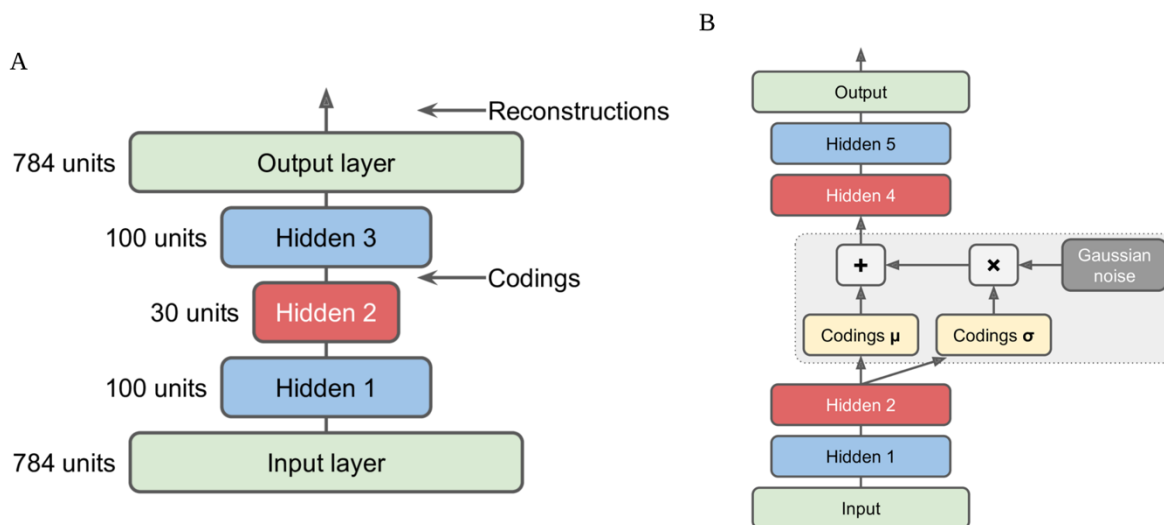 A
Reconstructions
784 units
Output layer
100 units
Hidden 3
Codings
30 units
Hidden 2
100 units
Hidden 1
784 units
Input layer
B
Output
Hidden 5
Hidden 4
+
×
Gaussian
noise
Codings μ
Codings σ
Hidden 2
Hidden 1
Input